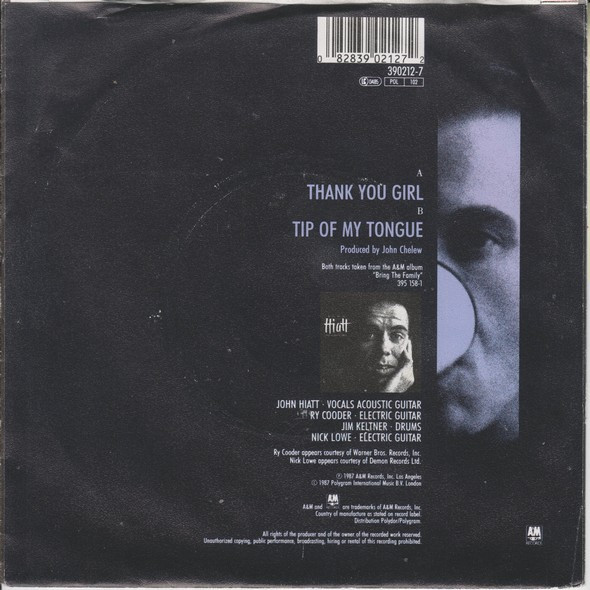 0 82839 02127 2
390212-7
POL 102
A
THANK YOU GIRL
B
TIP OF MY TONGUE
Produced by John Chelew
Both tracks taken from the A&M album
"Bring The Family"
395 158-1
Hiatt
JOHN HIATT · VOCALS ACOUSTIC GUITAR
RY COODER · ELECTRIC GUITAR
JIM KELTNER · DRUMS
NICK LOWE · ELECTRIC GUITAR
Ry Cooder appears courtesy of Warner Bros. Records, Inc.
Nick Lowe appears courtesy of Demon Records Ltd.
℗ 1987 A&M Records, Inc. Los Angeles
© 1987 Polygram International Music B.V. London
A&M and A&M RECORDS are trademarks of A&M Records, Inc.
Country of manufacture as stated on record label.
Distribution Polydor/Polygram.
All rights of the producer and of the owner of the recorded work reserved.
Unauthorized copying, public performance, broadcasting, hiring or rental of this recording prohibited.
A&M
RECORDS